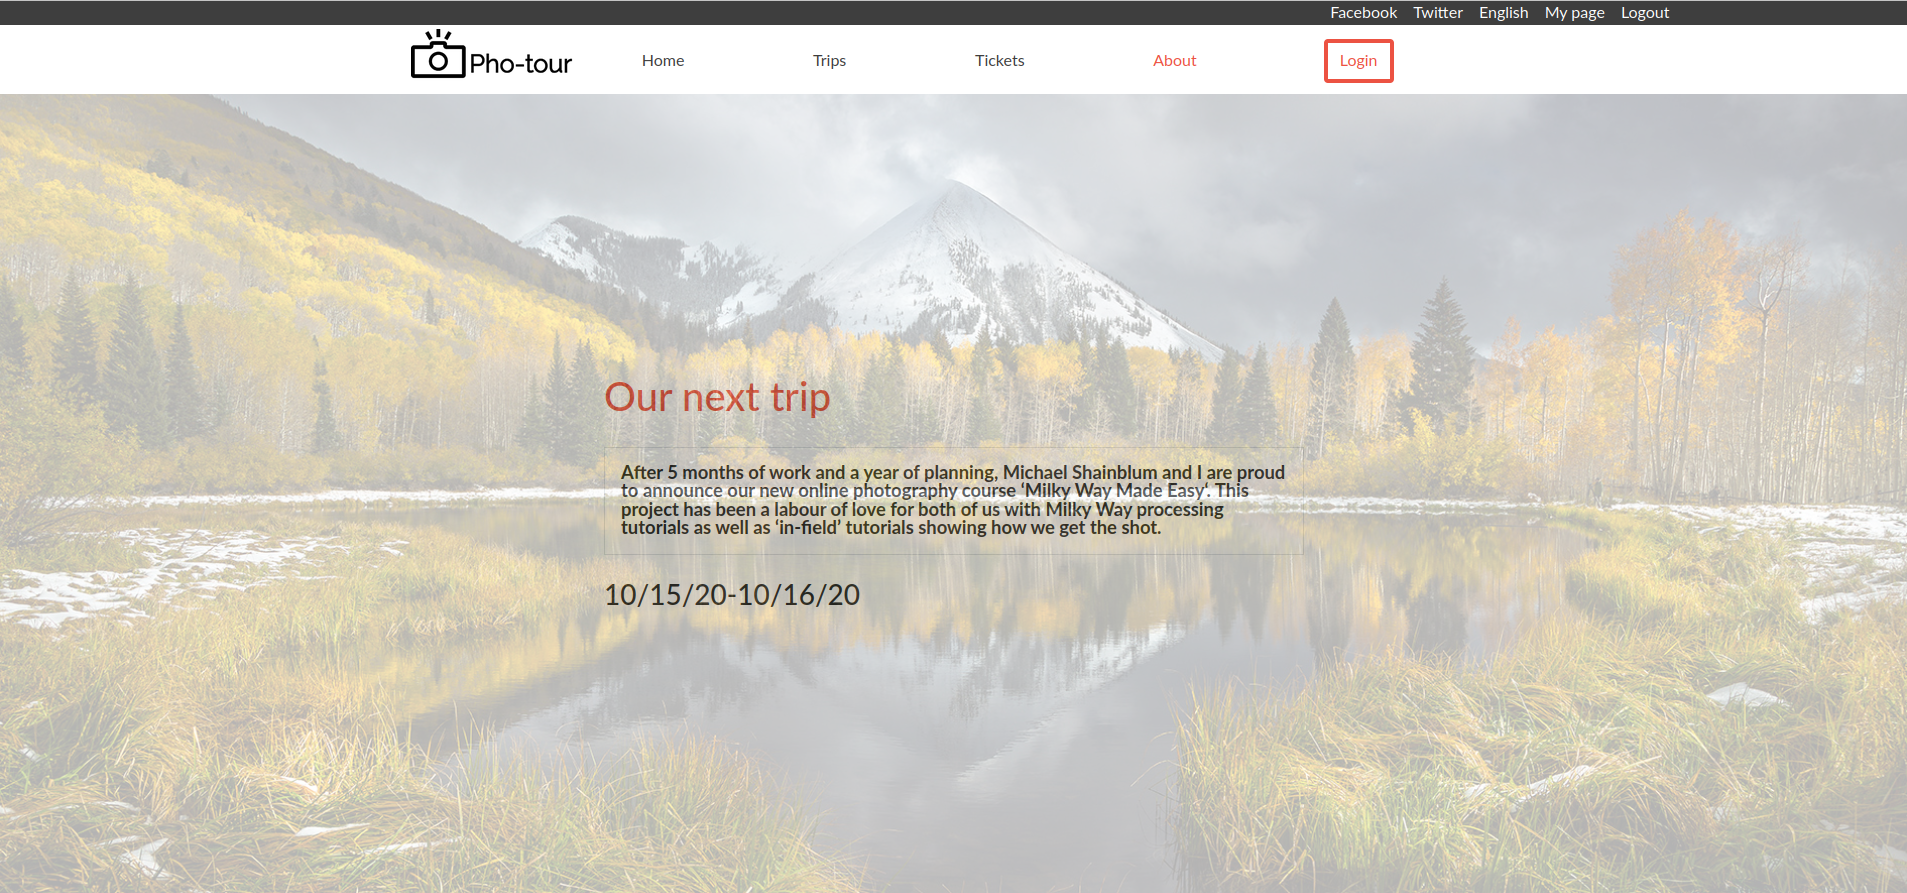 Facebook Twitter English My page Logout
Pho-tour Home Trips Tickets About Login
Our next trip
After 5 months of work and a year of planning, Michael Shainblum and I are proud
to announce our new online photography course ‘Milky Way Made Easy‘. This
project has been a labour of love for both of us with Milky Way processing
tutorials as well as ‘in-field’ tutorials showing how we get the shot.
10/15/20-10/16/20